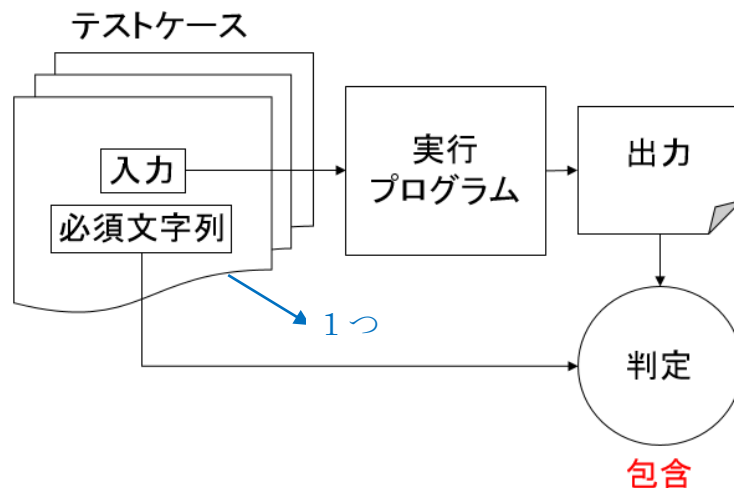 テストケース
入力
必須文字列
実行
プログラム
出力
１つ
判定
包含